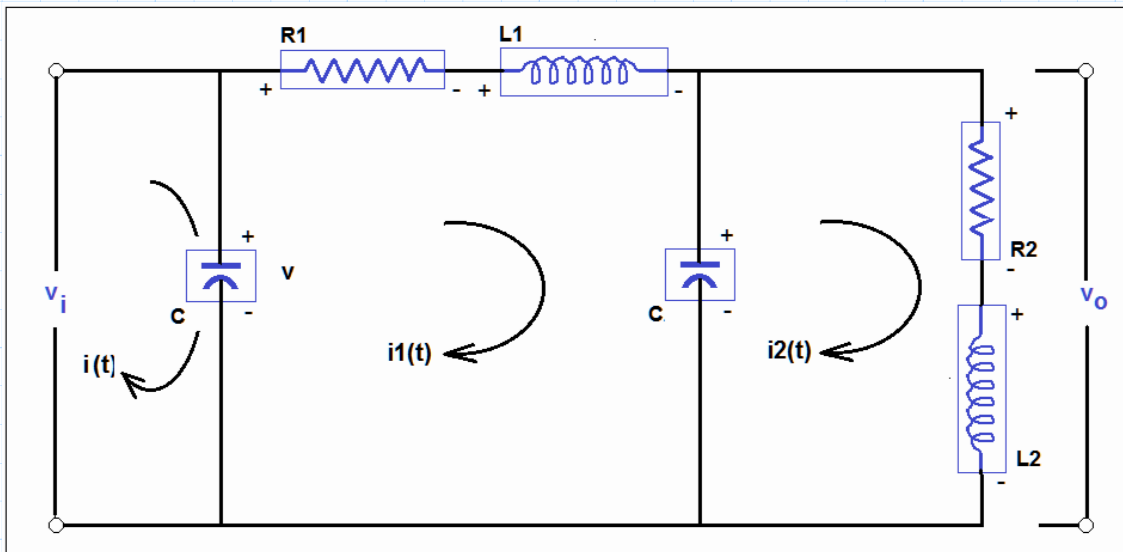 R1
L1
+
-
+
-
+
R2
-
+
C
v
-
+
C
-
vi
vo
i(t)
i1(t)
i2(t)
+
L2
-